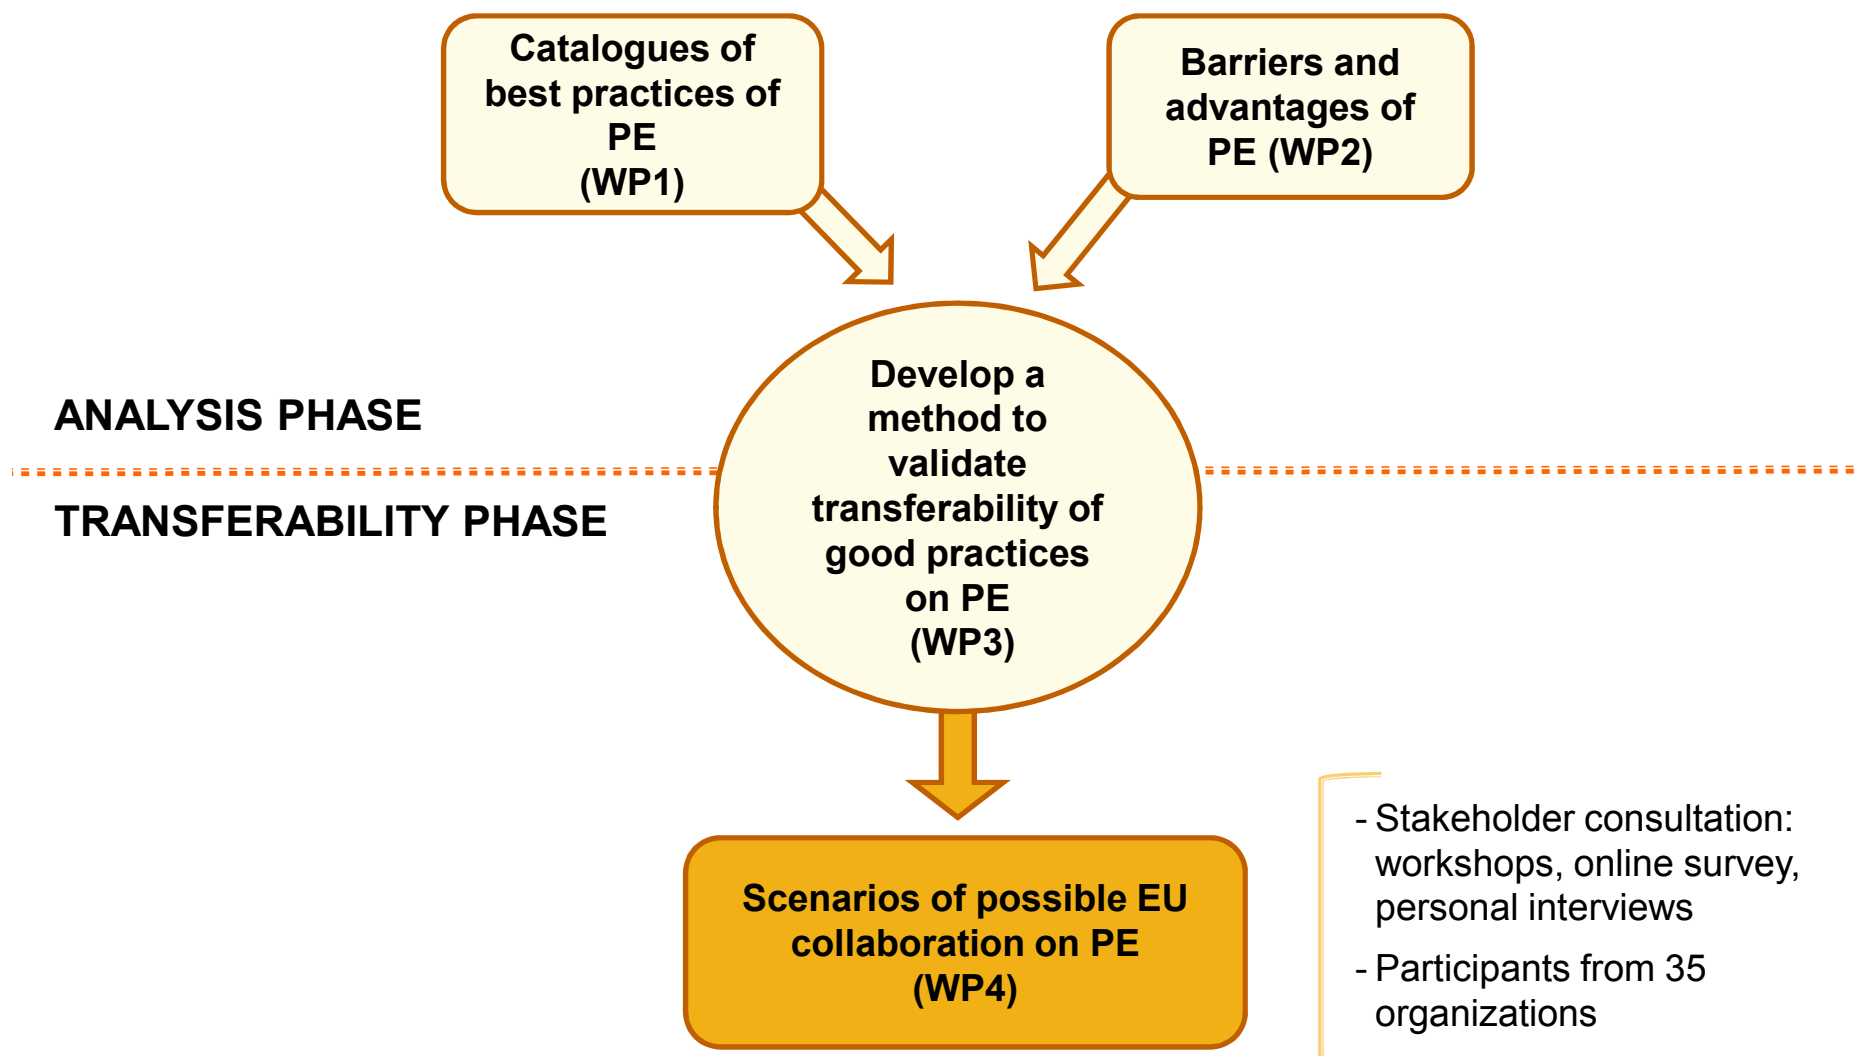 Catalogues of
best practices of
PE
(WP1)
Barriers and
advantages of
PE (WP2)
Develop a
method to
validate
transferability of
good practices
on PE
(WP3)
ANALYSIS PHASE
TRANSFERABILITY PHASE
Scenarios of possible EU
collaboration on PE
(WP4)
- Stakeholder consultation:
workshops, online survey,
personal interviews
- Participants from 35
organizations